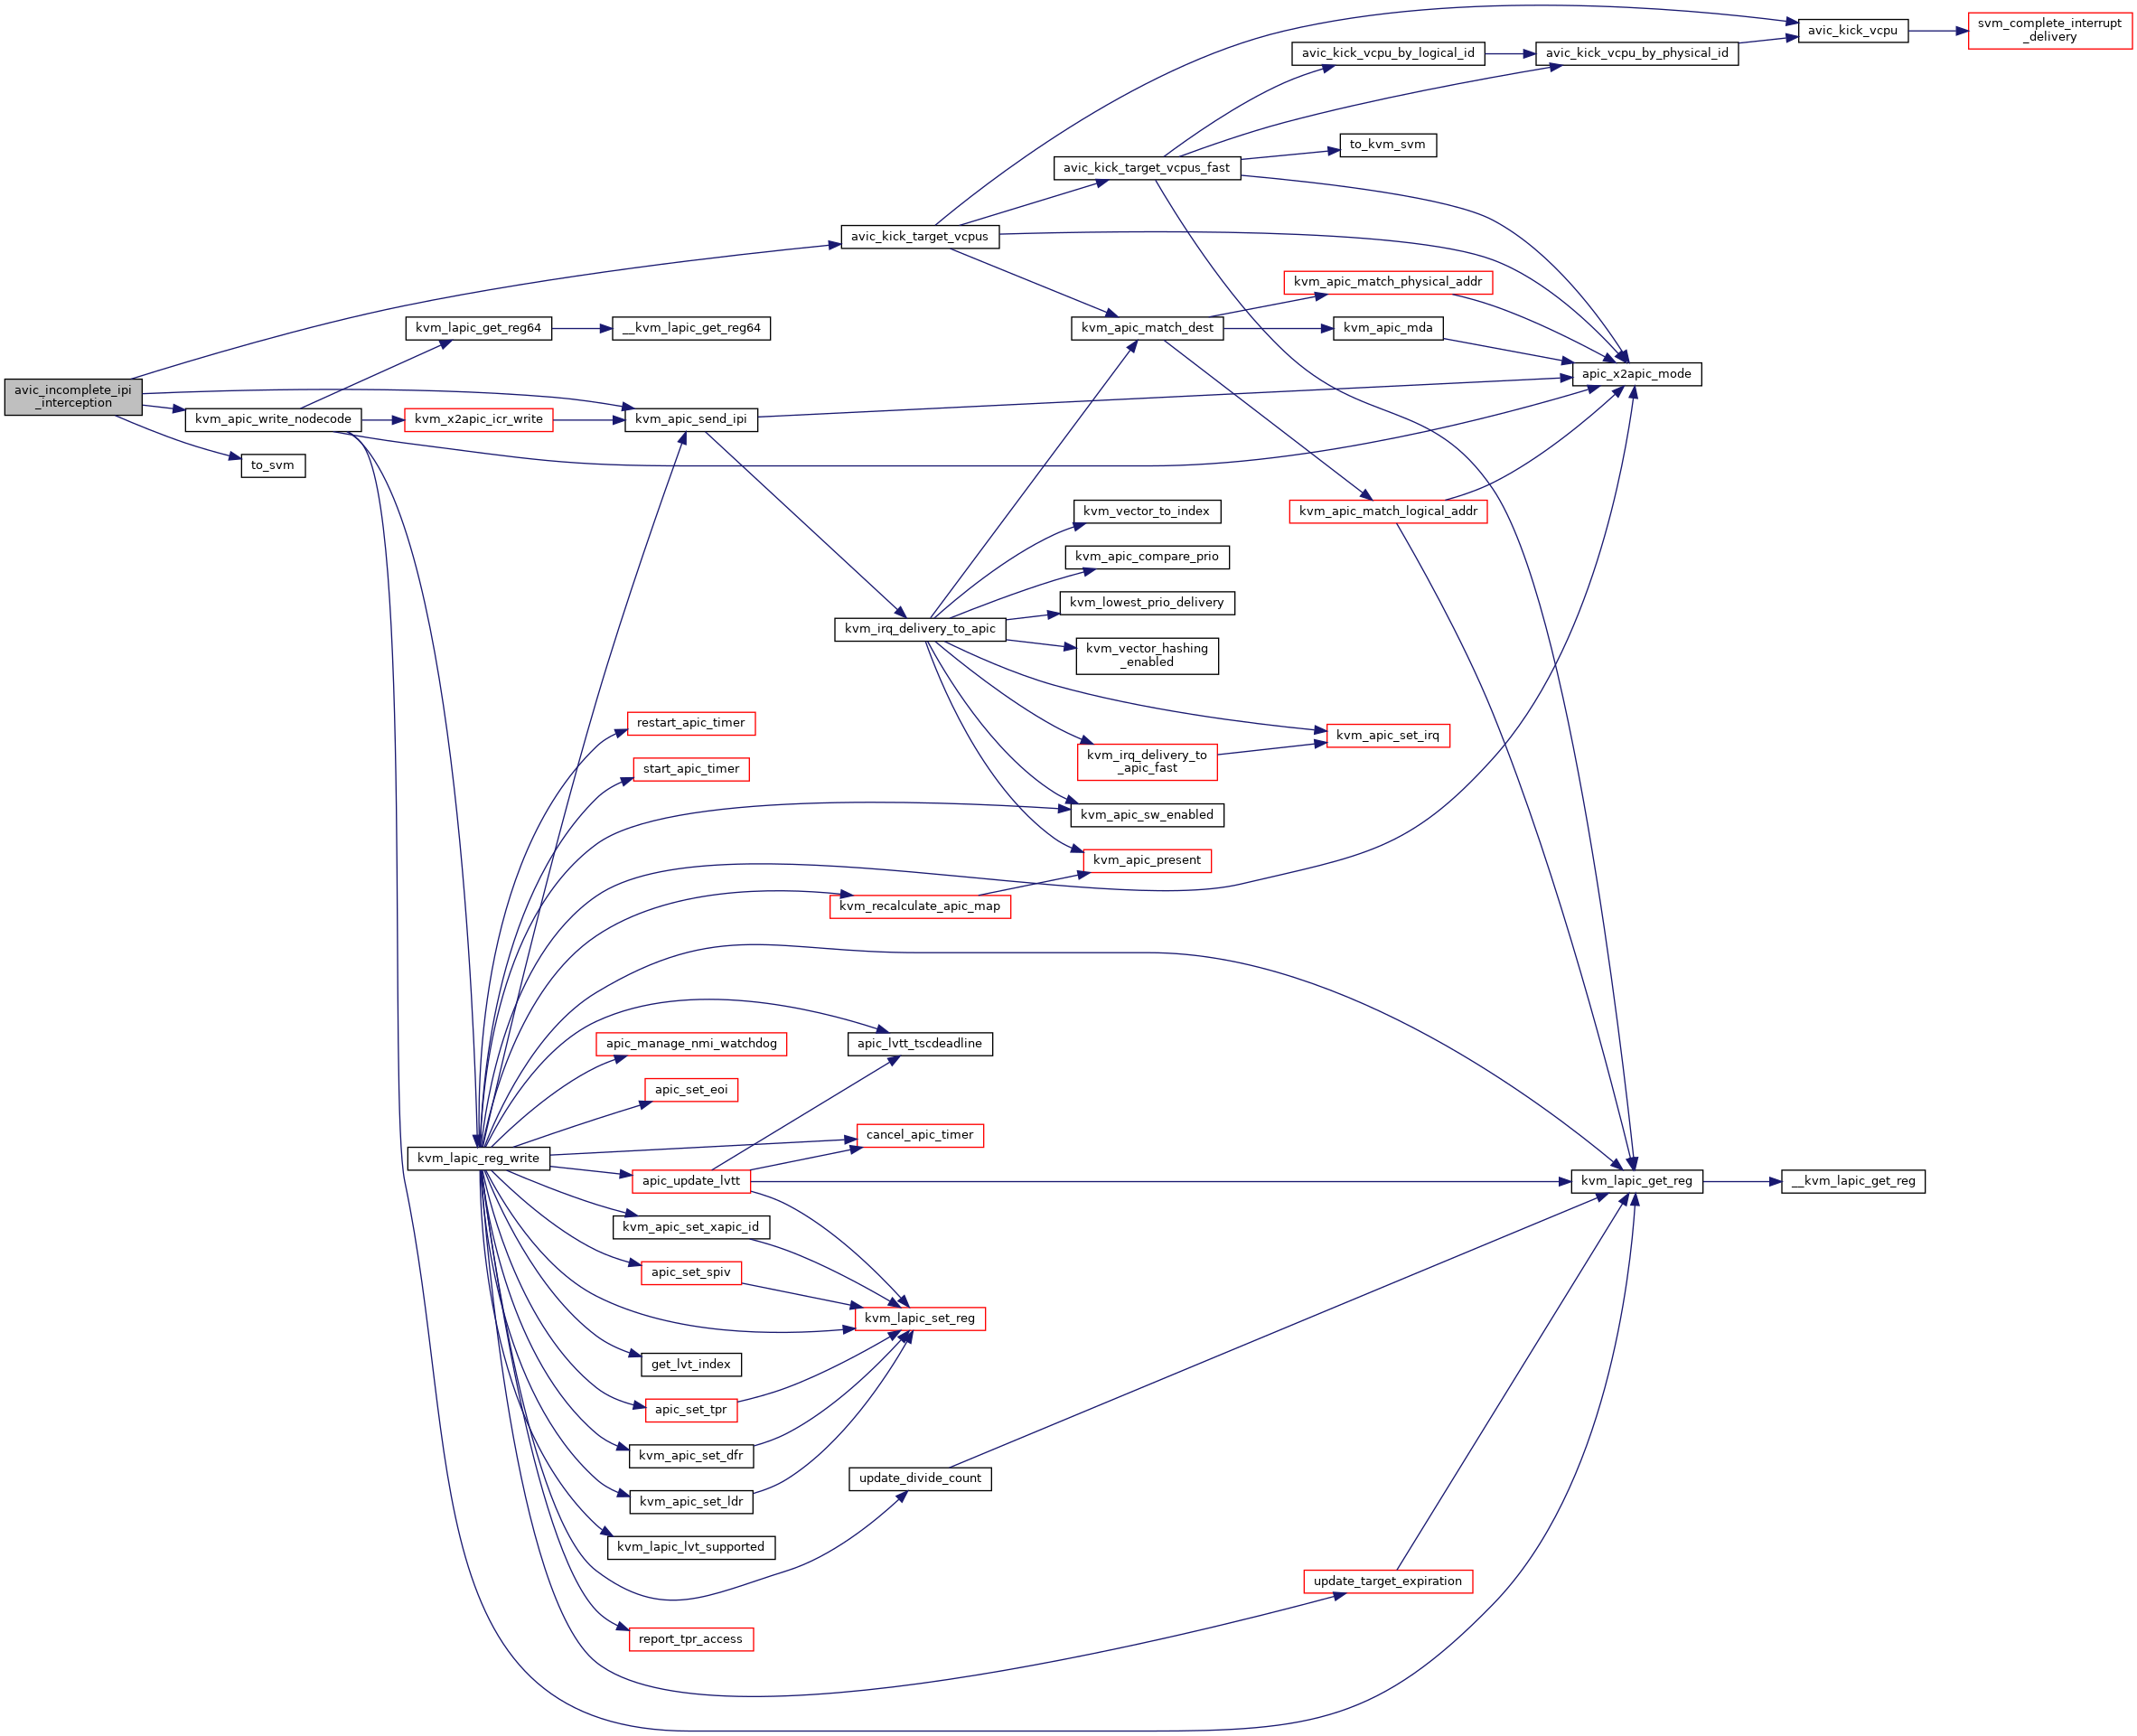 avic_incomplete_ipi
_interception
kvm_apic_write_nodecode
to_svm
kvm_lapic_get_reg64
kvm_x2apic_icr_write
kvm_lapic_reg_write
__kvm_lapic_get_reg64
kvm_apic_send_ipi
restart_apic_timer
start_apic_timer
apic_manage_nmi_watchdog
apic_set_eoi
apic_update_lvtt
kvm_apic_set_xapic_id
apic_set_spiv
get_lvt_index
apic_set_tpr
kvm_apic_set_dfr
kvm_apic_set_ldr
kvm_lapic_lvt_supported
report_tpr_access
avic_kick_target_vcpus
kvm_irq_delivery_to_apic
kvm_recalculate_apic_map
apic_lvtt_tscdeadline
cancel_apic_timer
kvm_lapic_set_reg
update_divide_count
avic_kick_target_vcpus_fast
kvm_apic_match_dest
kvm_vector_to_index
kvm_apic_compare_prio
kvm_lowest_prio_delivery
kvm_vector_hashing
_enabled
kvm_irq_delivery_to
_apic_fast
kvm_apic_sw_enabled
kvm_apic_present
avic_kick_vcpu_by_logical_id
to_kvm_svm
kvm_apic_match_physical_addr
kvm_apic_mda
kvm_apic_match_logical_addr
kvm_apic_set_irq
update_target_expiration
avic_kick_vcpu_by_physical_id
apic_x2apic_mode
kvm_lapic_get_reg
avic_kick_vcpu
__kvm_lapic_get_reg
svm_complete_interrupt
_delivery